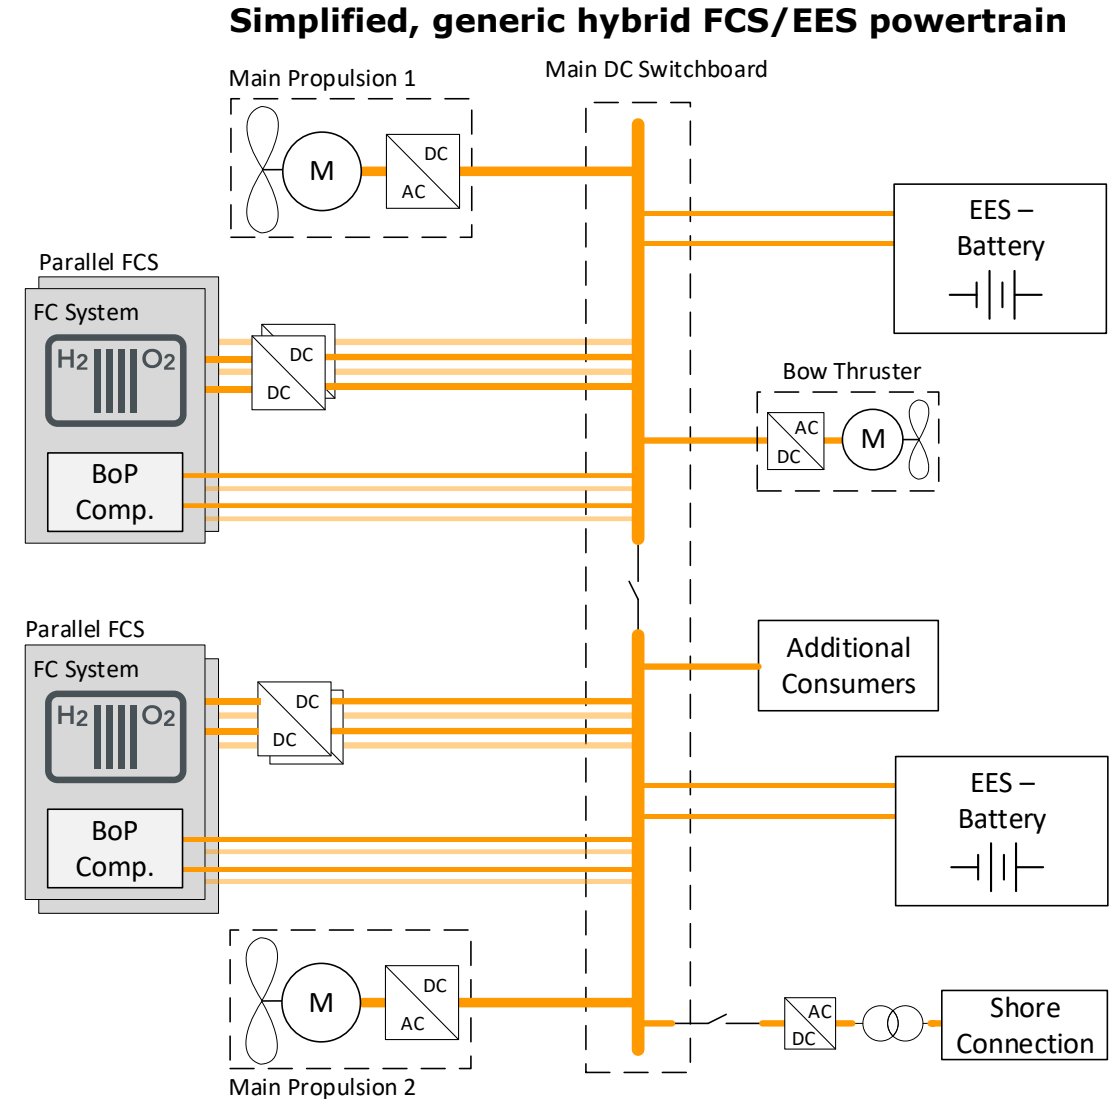 Simplified, generic hybrid FCS/EES powertrain
Main Propulsion 1
Main DC Switchboard
M
DC
AC
EES –
Battery
Parallel FCS
FC System
H2
O2
DC
DC
BoP
Comp.
Bow Thruster
AC
DC
M
Parallel FCS
FC System
H2
O2
DC
DC
BoP
Comp.
Additional
Consumers
EES –
Battery
M
DC
AC
Main Propulsion 2
AC
DC
Shore
Connection